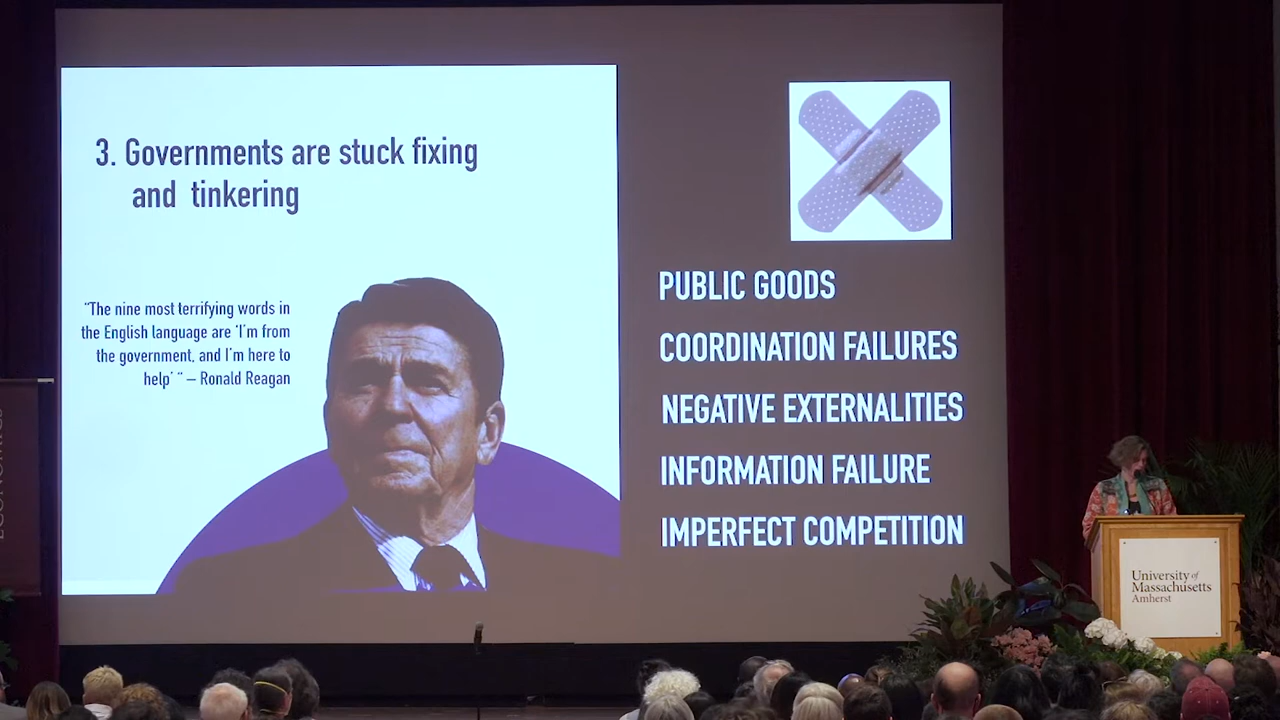 3. Governments are stuck fixing
and tinkering
“The nine most terrifying words in
the English language are ‘I’m from
the government, and I’m here to
help’ “ – Ronald Reagan
PUBLIC GOODS
COORDINATION FAILURES
NEGATIVE EXTERNALITIES
INFORMATION FAILURE
IMPERFECT COMPETITION
University of
Massachusetts
Amherst
ECONOMICS